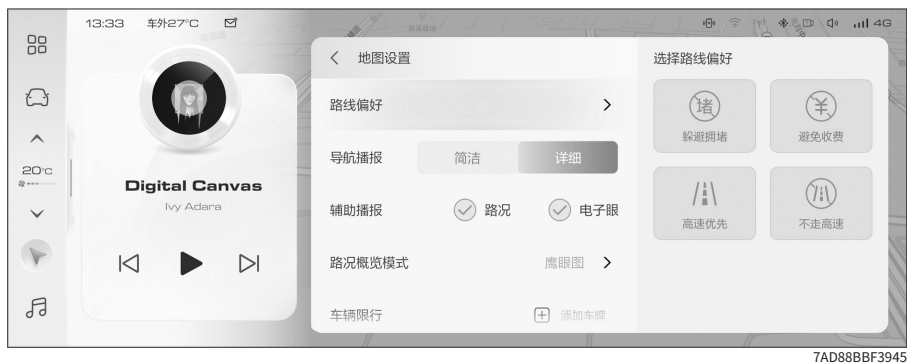 13:33 车外27°C
4G
20°C
Digital Canvas
Ivy Adara
地图设置
路线偏好
导航播报 简洁 详细
辅助播报 路况 电子眼
路况概览模式 鹰眼图
车辆限行 添加车牌
选择路线偏好
堵
躲避拥堵
¥
避免收费
高速优先
不走高速
7AD88BBF3945